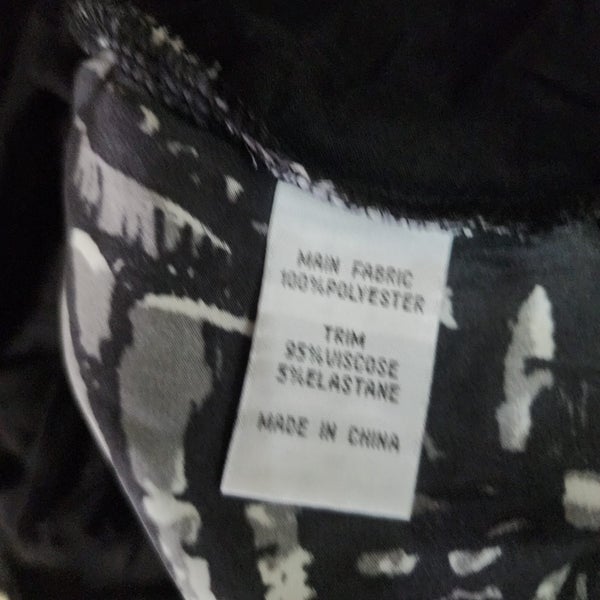 MAIN FABRIC
100%POLYESTER
TRIM
95%VISCOSE
5%ELASTANE
MADE IN CHINA